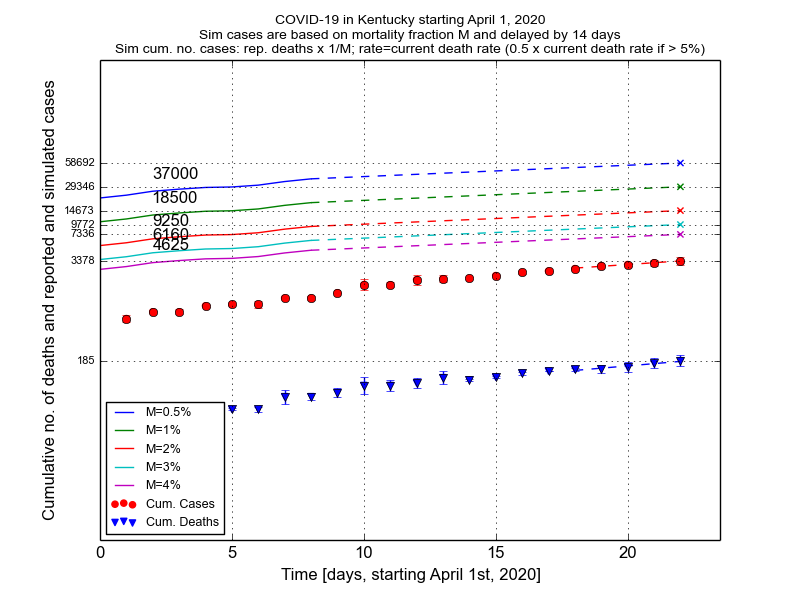 COVID-19 in Kentucky starting April 1, 2020
Sim cases are based on mortality fraction M and delayed by 14 days
Sim cum. no. cases: rep. deaths x 1/M; rate=current death rate (0.5 x current death rate if > 5%)
Cumulative no. of deaths and reported and simulated cases
58692
29346
14673
9772
7336
3378
185
37000
18500
9250
6160
4625
M=0.5%
M=1%
M=2%
M=3%
M=4%
Cum. Cases
Cum. Deaths
0 5 10 15 20
Time [days, starting April 1st, 2020]